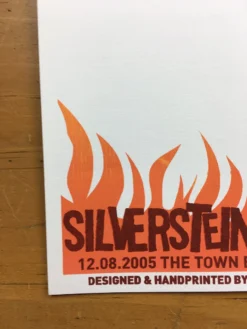 SILVERSTEIN
12.08.2005 THE TOWN
DESIGNED & HANDPRINTED BY